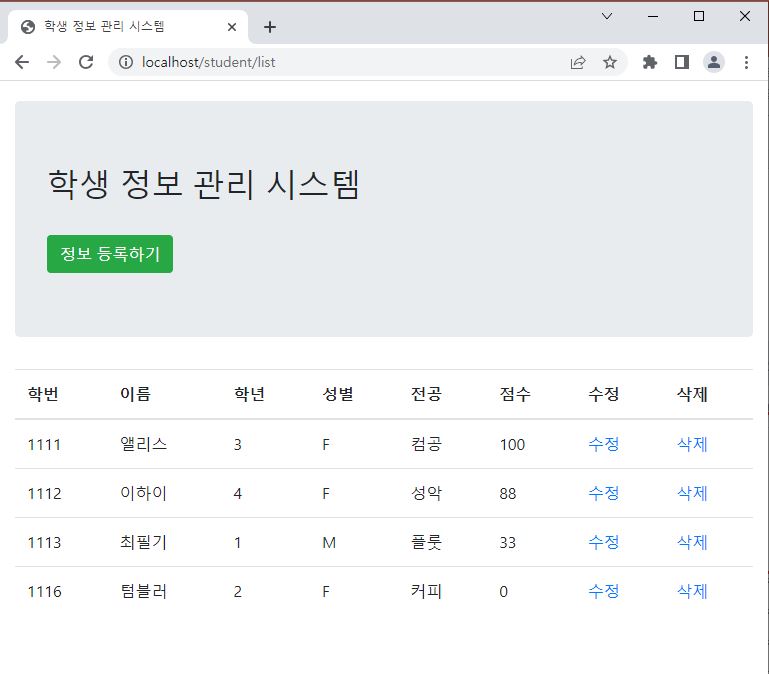 학생 정보 관리 시스템
localhost/student/list
학생 정보 관리 시스템
정보 등록하기
학번 이름 학년 성별 전공 점수 수정 삭제
1111 앨리스 3 F 컴공 100 수정 삭제
1112 이하이 4 F 성악 88 수정 삭제
1113 최필기 1 M 플룻 33 수정 삭제
1116 텀블러 2 F 커피 0 수정 삭제